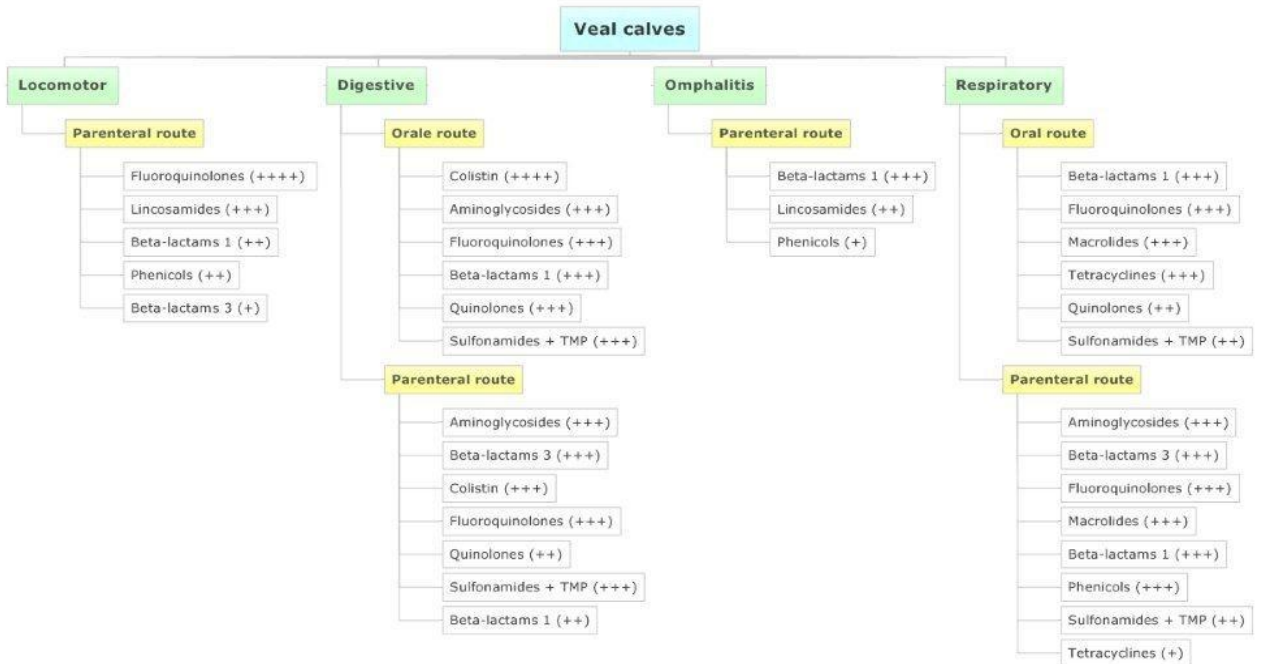 Veal calves
Locomotor
Parenteral route
Fluoroquinolones (++++)
Lincosamides (+++)
Beta-lactams 1 (++)
Phenicols (++)
Beta-lactams 3 (+)
Digestive
Orale route
Colistin (++++)
Aminoglycosides (+++)
Fluoroquinolones (+++)
Beta-lactams 1 (+++)
Quinolones (+++)
Sulfonamides + TMP (+++)
Parenteral route
Aminoglycosides (+++)
Beta-lactams 3 (+++)
Colistin (+++)
Fluoroquinolones (+++)
Quinolones (++)
Sulfonamides + TMP (+++)
Beta-lactams 1 (++)
Omphalitis
Parenteral route
Beta-lactams 1 (+++)
Lincosamides (++)
Phenicols (+)
Respiratory
Oral route
Beta-lactams 1 (+++)
Fluoroquinolones (+++)
Macrolides (+++)
Tetracyclines (+++)
Quinolones (++)
Sulfonamides + TMP (++)
Parenteral route
Aminoglycosides (+++)
Beta-lactams 3 (+++)
Fluoroquinolones (+++)
Macrolides (+++)
Beta-lactams 1 (+++)
Phenicols (+++)
Sulfonamides + TMP (++)
Tetracyclines (+)